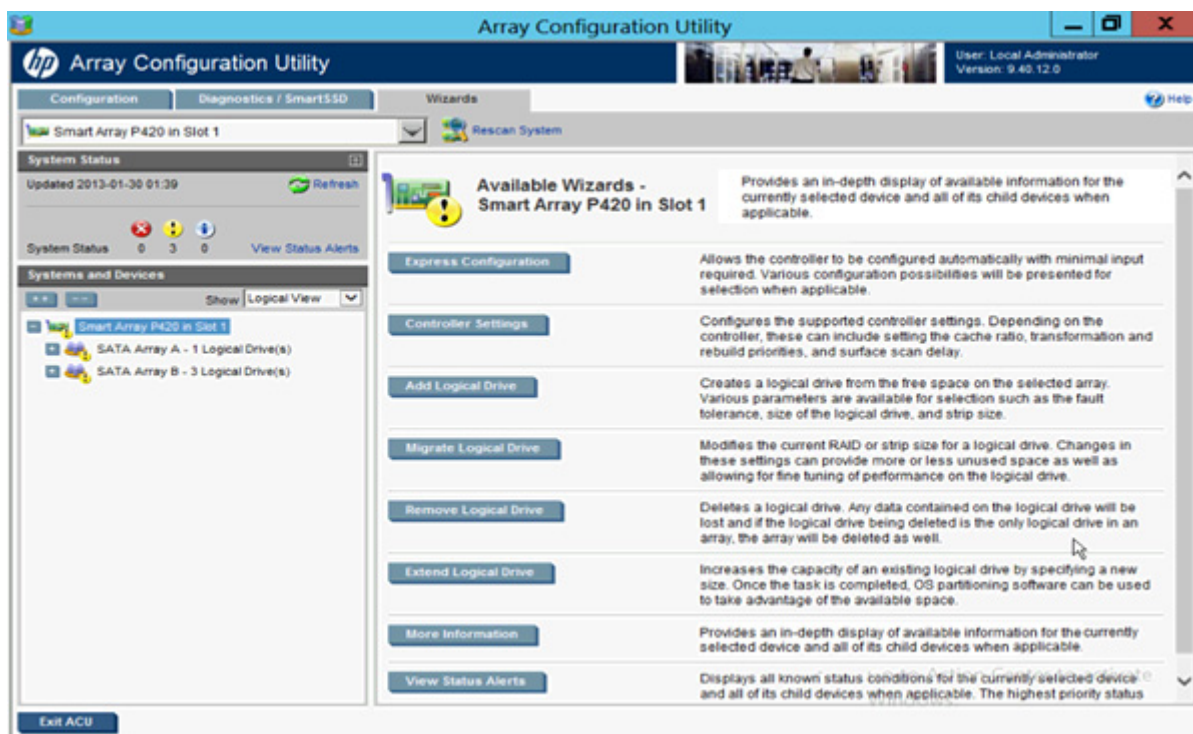 Array Configuration Utility
hp Array Configuration Utility
User: Local Administrator
Version: 9.40.12.0
Configuration
Diagnostics / SmartSSD
Wizards
Help
Smart Array P420 in Slot 1
Rescan System
System Status
Updated 2013-01-30 01:39
Refresh
System Status 0 3 0 View Status Alerts
Systems and Devices
Show Logical View
Smart Array P420 in Slot 1
SATA Array A - 1 Logical Drive(s)
SATA Array B - 3 Logical Drive(s)
Available Wizards -
Smart Array P420 in Slot 1
Provides an in-depth display of available information for the
currently selected device and all of its child devices when
applicable.
Express Configuration
Allows the controller to be configured automatically with minimal input
required. Various configuration possibilities will be presented for
selection when applicable.
Controller Settings
Configures the supported controller settings. Depending on the
controller, these can include setting the cache ratio, transformation and
rebuild priorities, and surface scan delay.
Add Logical Drive
Creates a logical drive from the free space on the selected array.
Various parameters are available for selection such as the fault
tolerance, size of the logical drive, and strip size.
Migrate Logical Drive
Modifies the current RAID or strip size for a logical drive. Changes in
these settings can provide more or less unused space as well as
allowing for fine tuning of performance on the logical drive.
Remove Logical Drive
Deletes a logical drive. Any data contained on the logical drive will be
lost and if the logical drive being deleted is the only logical drive in an
array, the array will be deleted as well.
Extend Logical Drive
Increases the capacity of an existing logical drive by specifying a new
size. Once the task is completed, OS partitioning software can be used
to take advantage of the available space.
More Information
Provides an in-depth display of available information for the currently
selected device and all of its child devices when applicable.
View Status Alerts
Displays all known status conditions for the currently selected device
and all of its child devices when applicable. The highest priority status
Exit ACU